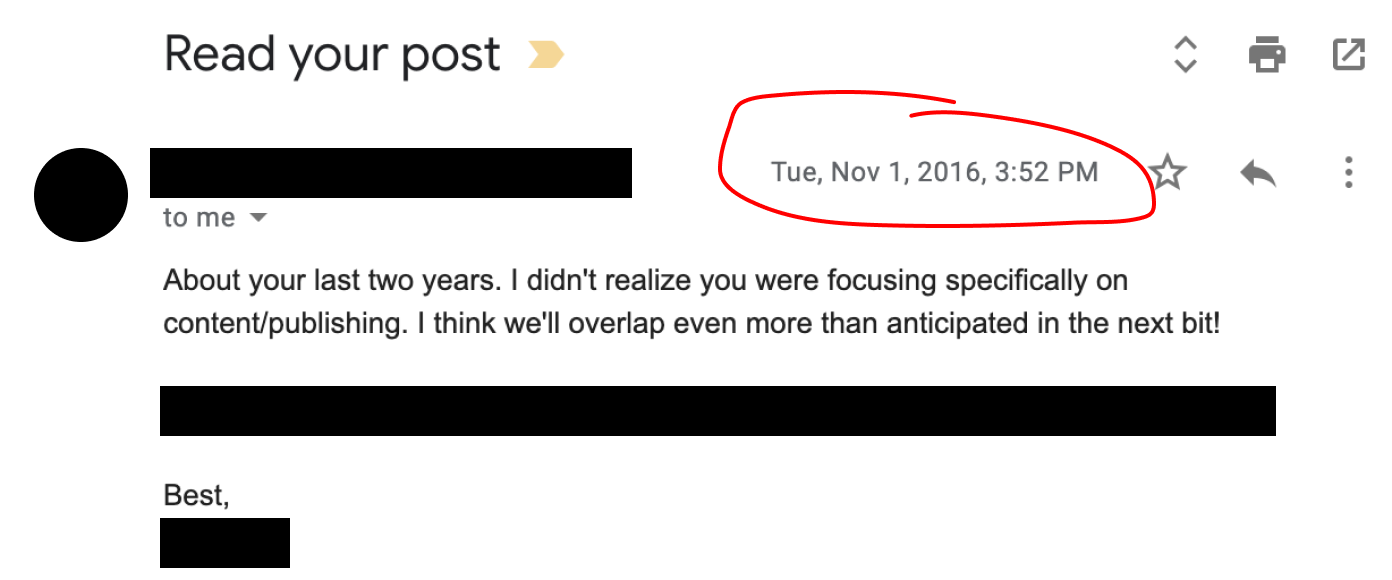 Read your post
Tue, Nov 1, 2016, 3:52 PM
to me
About your last two years. I didn't realize you were focusing specifically on
content/publishing. I think we'll overlap even more than anticipated in the next bit!
Best,